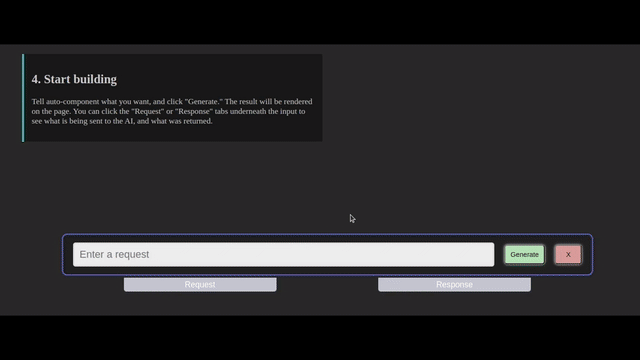 4. Start building
Tell auto-component what you want, and click "Generate." The result will be rendered
on the page. You can click the "Request" or "Response" tabs underneath the input to
see what is being sent to the AI, and what was returned.
Enter a request
Generate
X
Request
Response